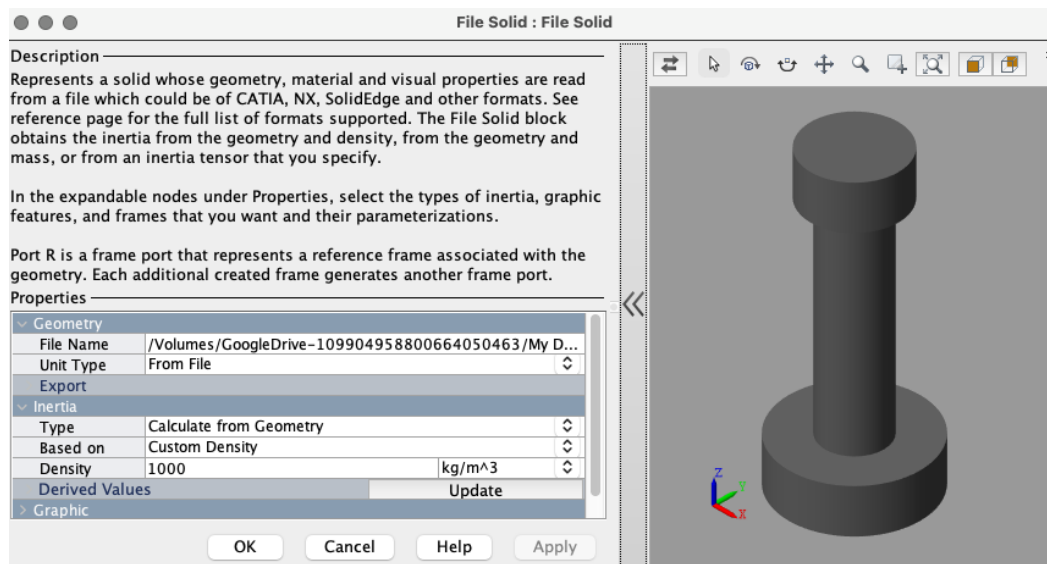 File Solid : File Solid
Description
Represents a solid whose geometry, material and visual properties are read
from a file which could be of CATIA, NX, SolidEdge and other formats. See
reference page for the full list of formats supported. The File Solid block
obtains the inertia from the geometry and density, from the geometry and
mass, or from an inertia tensor that you specify.
In the expandable nodes under Properties, select the types of inertia, graphic
features, and frames that you want and their parameterizations.
Port R is a frame port that represents a reference frame associated with the
geometry. Each additional created frame generates another frame port.
Properties
Geometry
File Name /Volumes/GoogleDrive-109904958800664050463/My D...
Unit Type From File
Export
Inertia
Type Calculate from Geometry
Based on Custom Density
Density 1000 kg/m^3
Derived Values Update
Graphic
OK Cancel Help Apply
Z
Y
X